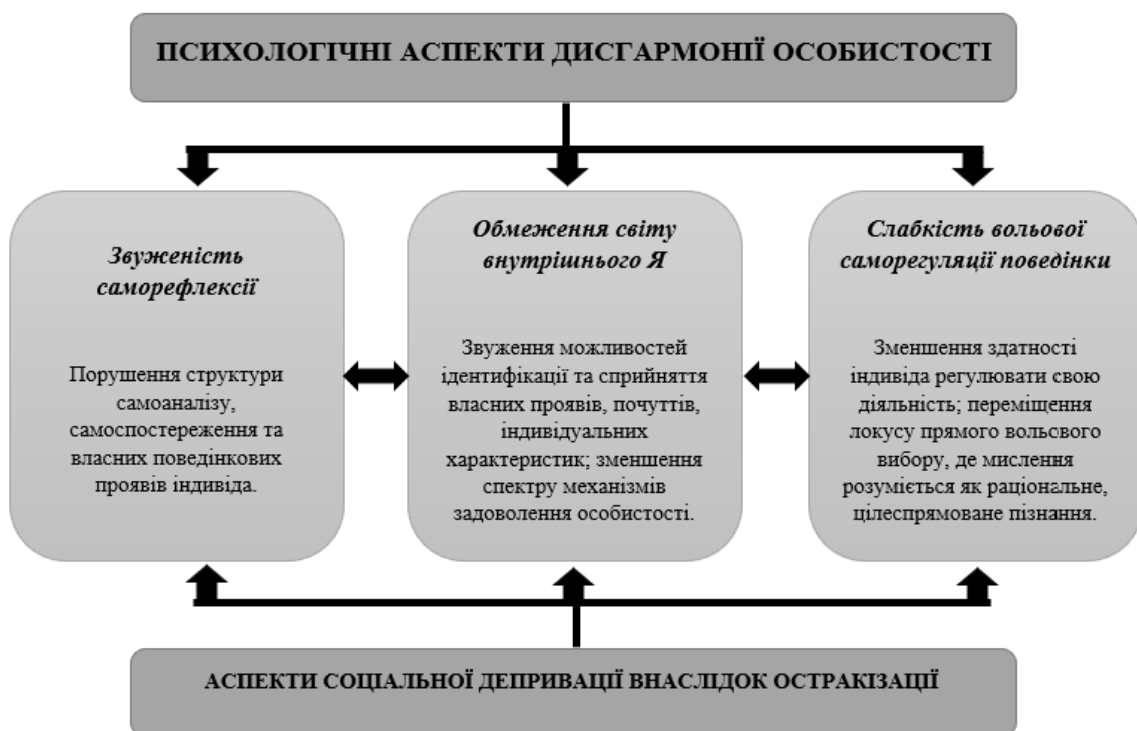 ПСИХОЛОГІЧНІ АСПЕКТИ ДИСГАРМОНІЇ ОСОБИСТОСТІ
Звуженість
саморефлексії
Порушення структури
самоаналізу,
самоспостереження та
власних поведінкових
проявів індивіда.
Обмеження світу
внутрішнього Я
Звуження можливостей
ідентифікації та сприйняття
власних проявів, почуттів,
індивідуальних
характеристик; зменшення
спектру механізмів
задоволення особистості.
Слабкість вольової
саморегуляції поведінки
Зменшення здатності
індивіда регулювати свою
діяльність; переміщення
локусу прямого вольового
вибору, де мислення
розуміється як раціональне,
цілеспрямоване пізнання.
АСПЕКТИ СОЦІАЛЬНОЇ ДЕПРИВАЦІЇ ВНАСЛІДОК ОСТРАКІЗАЦІЇ